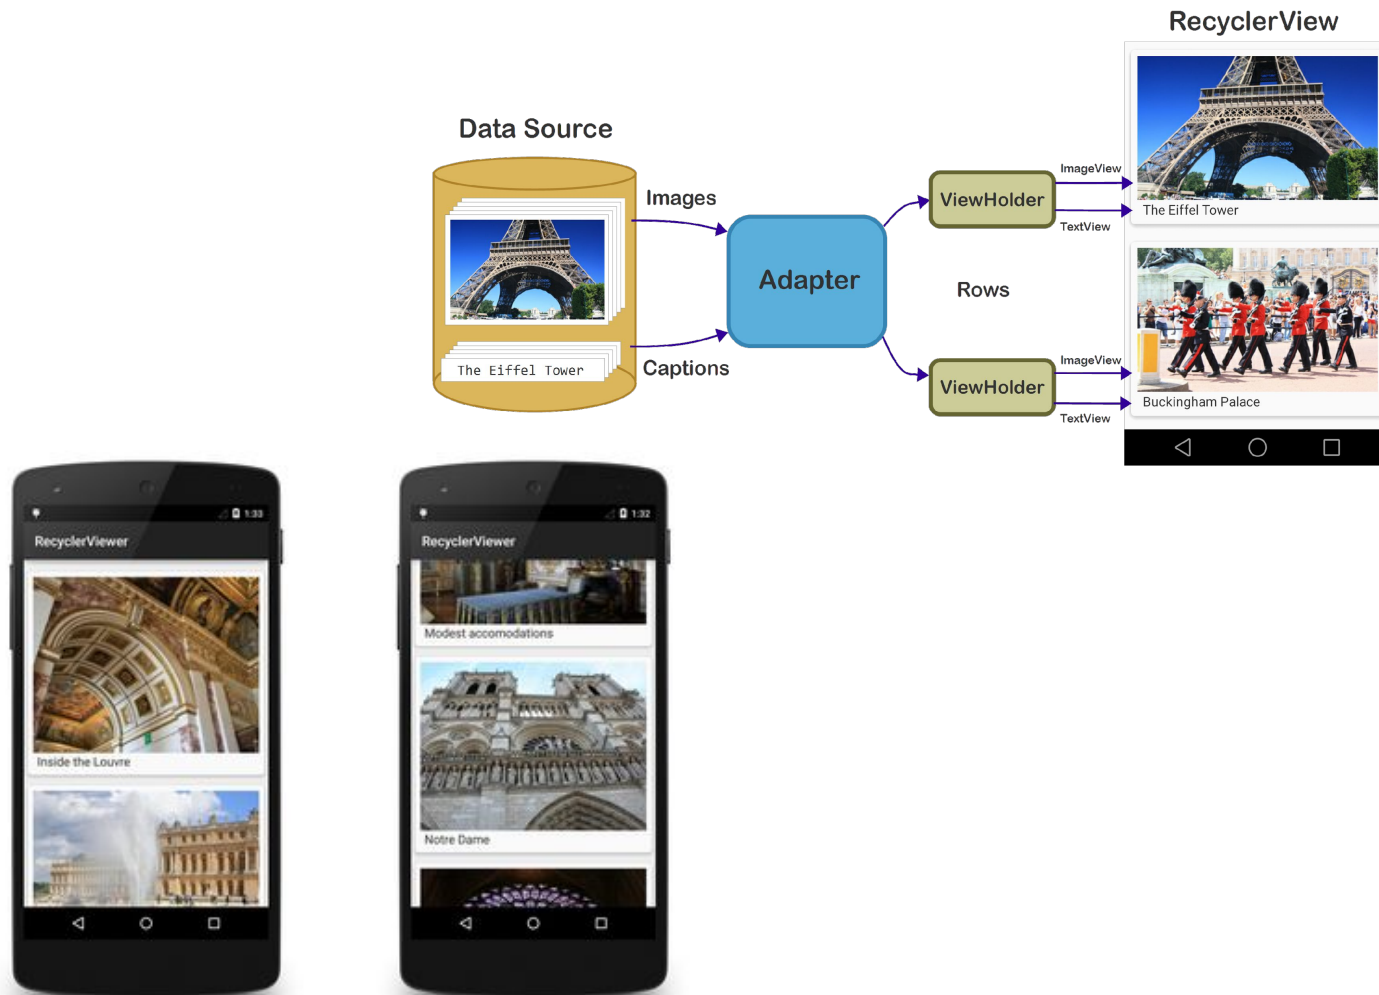 RecyclerView
Data Source
Images
Captions
The Eiffel Tower
Adapter
ViewHolder
ImageView
TextView
The Eiffel Tower
Rows
ViewHolder
ImageView
TextView
Buckingham Palace
1:33
RecyclerViewer
Inside the Louvre
1:32
RecyclerViewer
Modest accomodations
Notre Dame